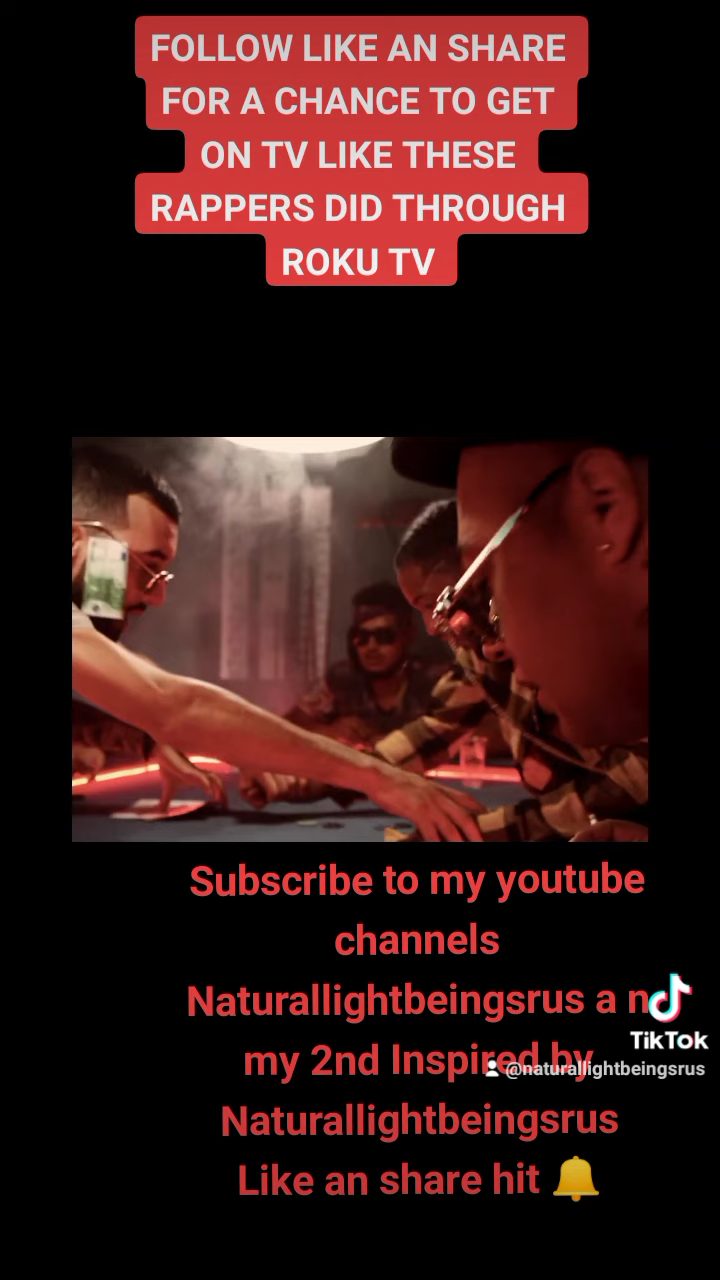 FOLLOW LIKE AN SHARE
FOR A CHANCE TO GET
ON TV LIKE THESE
RAPPERS DID THROUGH
ROKU TV
Subscribe to my youtube
channels
Naturallightbeingsrus a n
TikTok
my 2nd Inspired by
@naturallightbeingsrus
Naturallightbeingsrus
Like an share hit 🔔